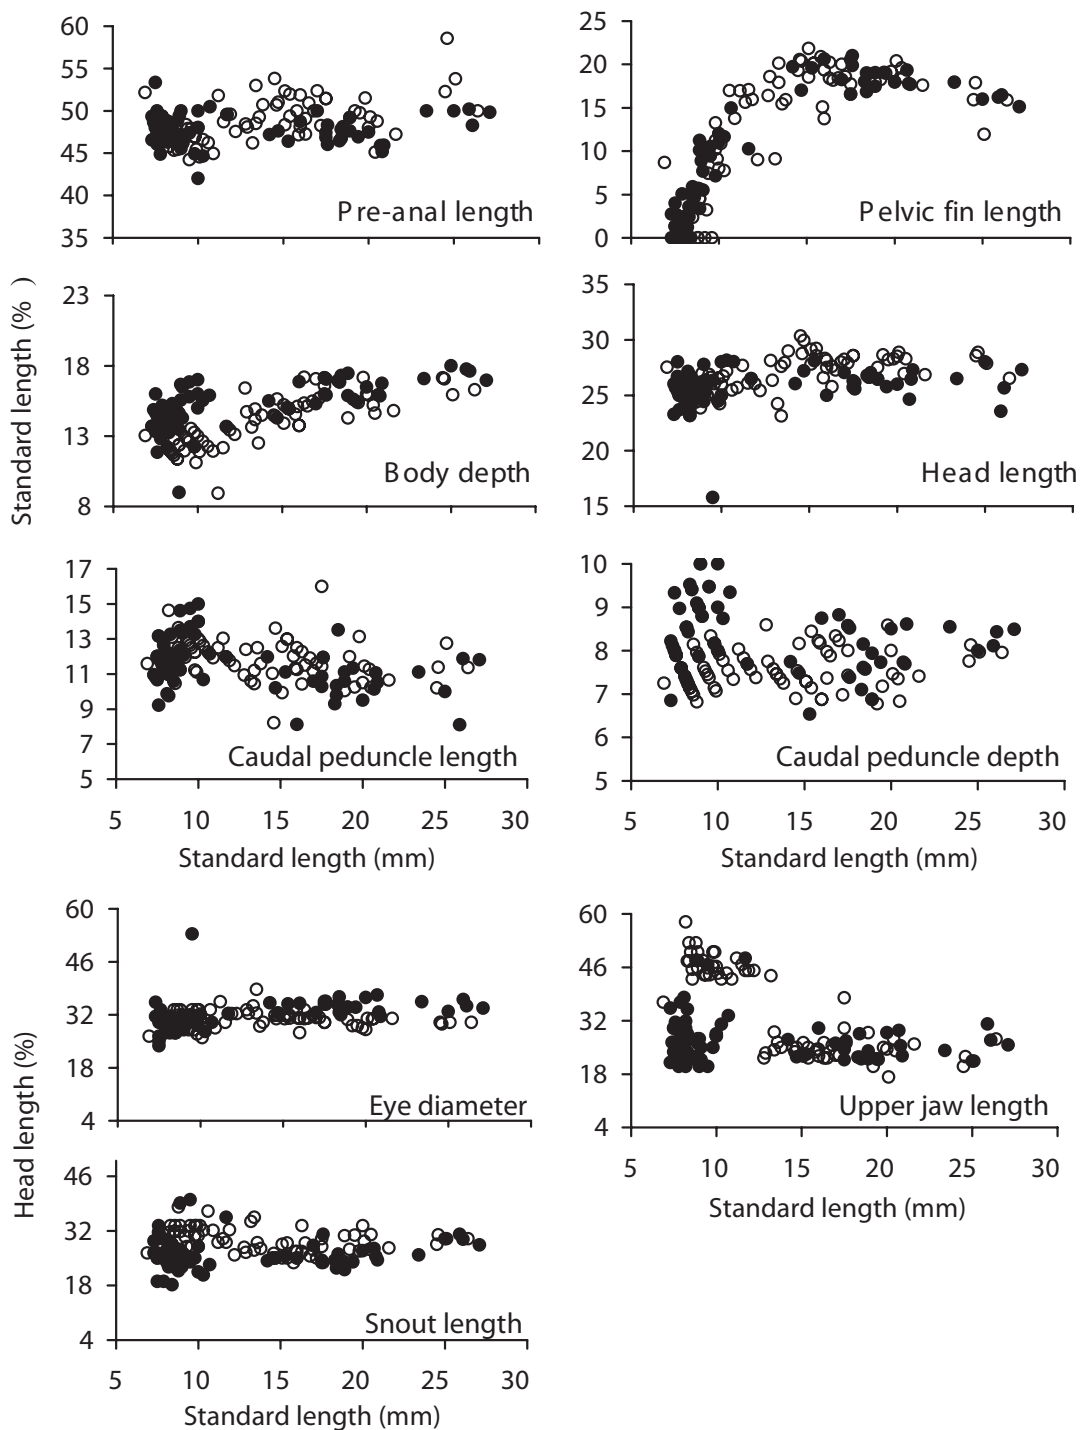 60
55
50
45
40
35
Pre-anal length
25
20
15
10
5
0
Pelvic fin length
Standard length (% )
23
18
13
8
Body depth
35
30
25
20
15
Head length
17
15
13
11
9
7
5
Caudal peduncle length
5 10 15 20 25 30
Standard length (mm)
10
9
8
7
6
5
Caudal peduncle depth
5 10 15 20 25 30
Standard length (mm)
Head length (%)
60
46
32
18
4
Eye diameter
60
46
32
18
4
Upper jaw length
5 10 15 20 25 30
Standard length (mm)
46
32
18
4
Snout length
5 10 15 20 25 30
Standard length (mm)